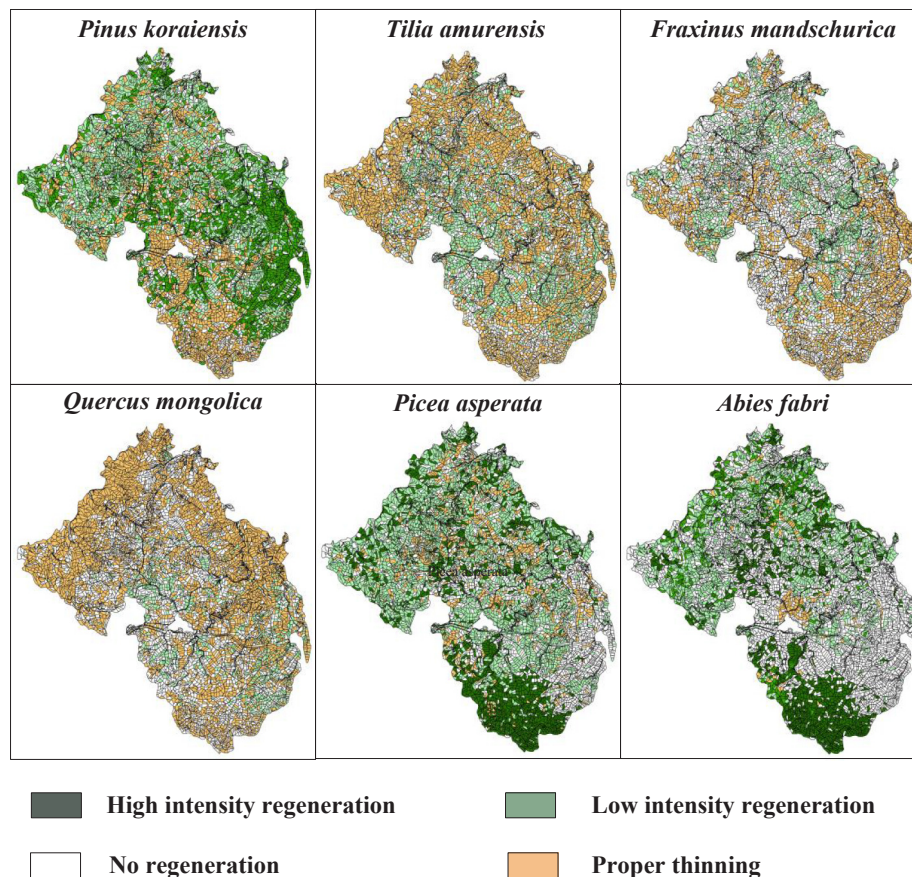 Pinus koraiensis
Tilia amurensis
Fraxinus mandschurica
Quercus mongolica
Picea asperata
Abies fabri
High intensity regeneration
Low intensity regeneration
No regeneration
Proper thinning